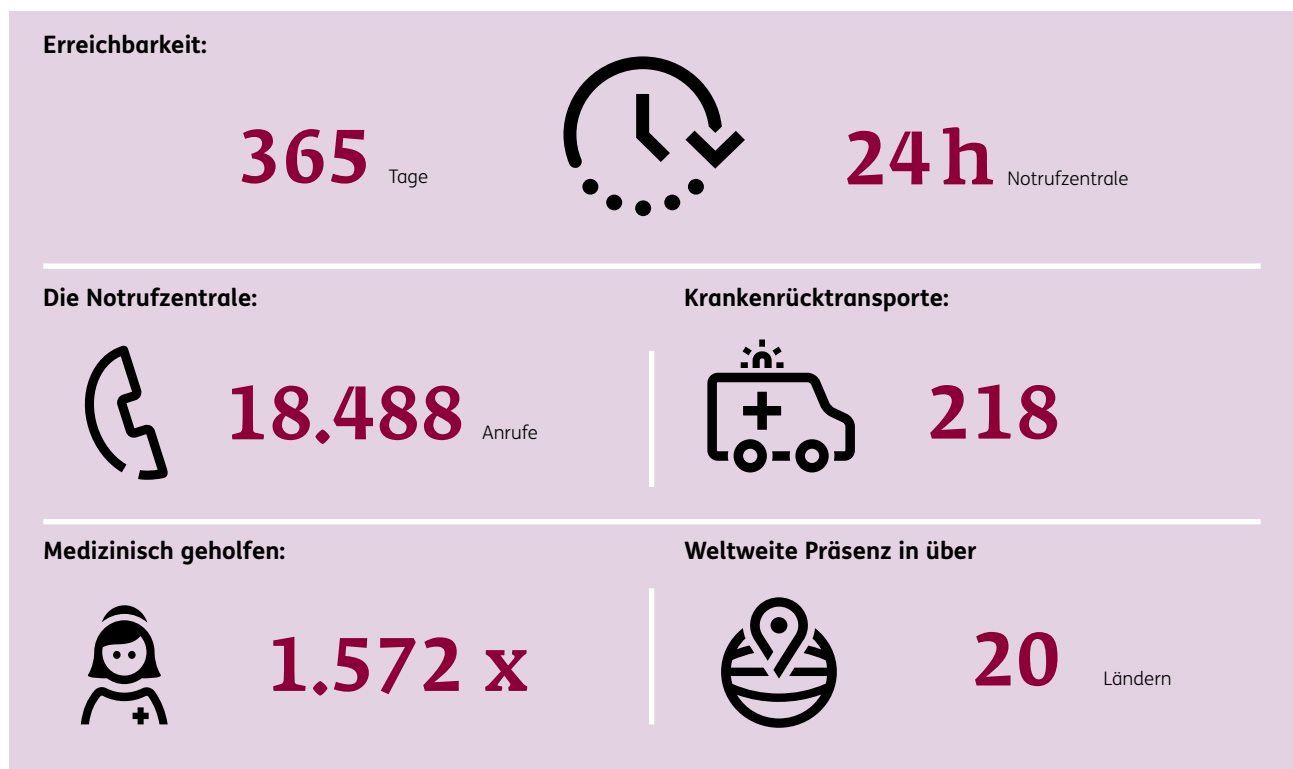 Erreichbarkeit:
365 Tage
24 h Notrufzentrale
Die Notrufzentrale:
18.488 Anrufe
Krankenrücktransporte:
218
Medizinisch geholfen:
1.572 x
Weltweite Präsenz in über
20 Ländern